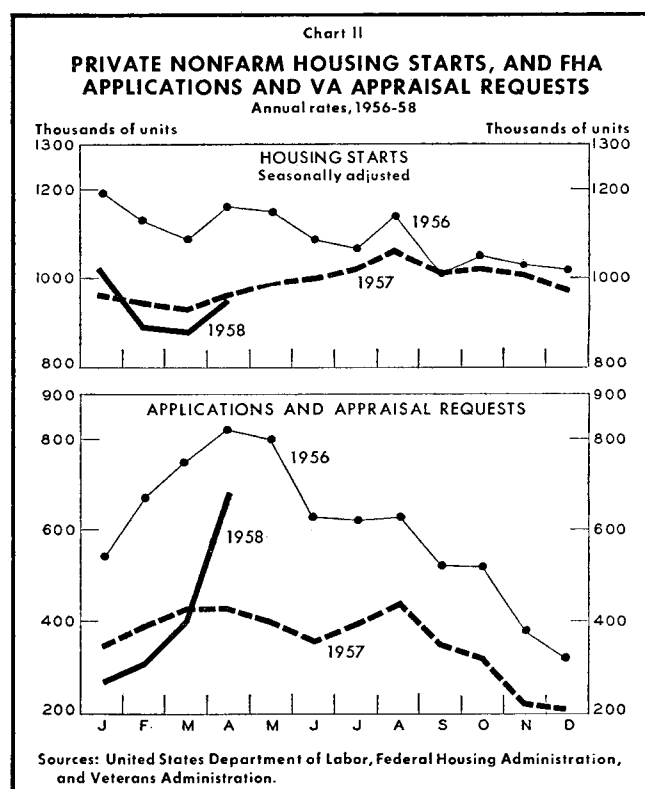 Chart II
PRIVATE NONFARM HOUSING STARTS, AND FHA
APPLICATIONS AND VA APPRAISAL REQUESTS
Annual rates, 1956-58
Thousands of units Thousands of units
1300 1300
HOUSING STARTS
Seasonally adjusted
1200 1200
1956
1000 1000
1957
1958
800 800
900 900
APPLICATIONS AND APPRAISAL REQUESTS
800 800
1956
600 600
1958
400 400
1957
200 200
J F M A M J J A S O N D
Sources: United States Department of Labor, Federal Housing Administration,
and Veterans Administration.